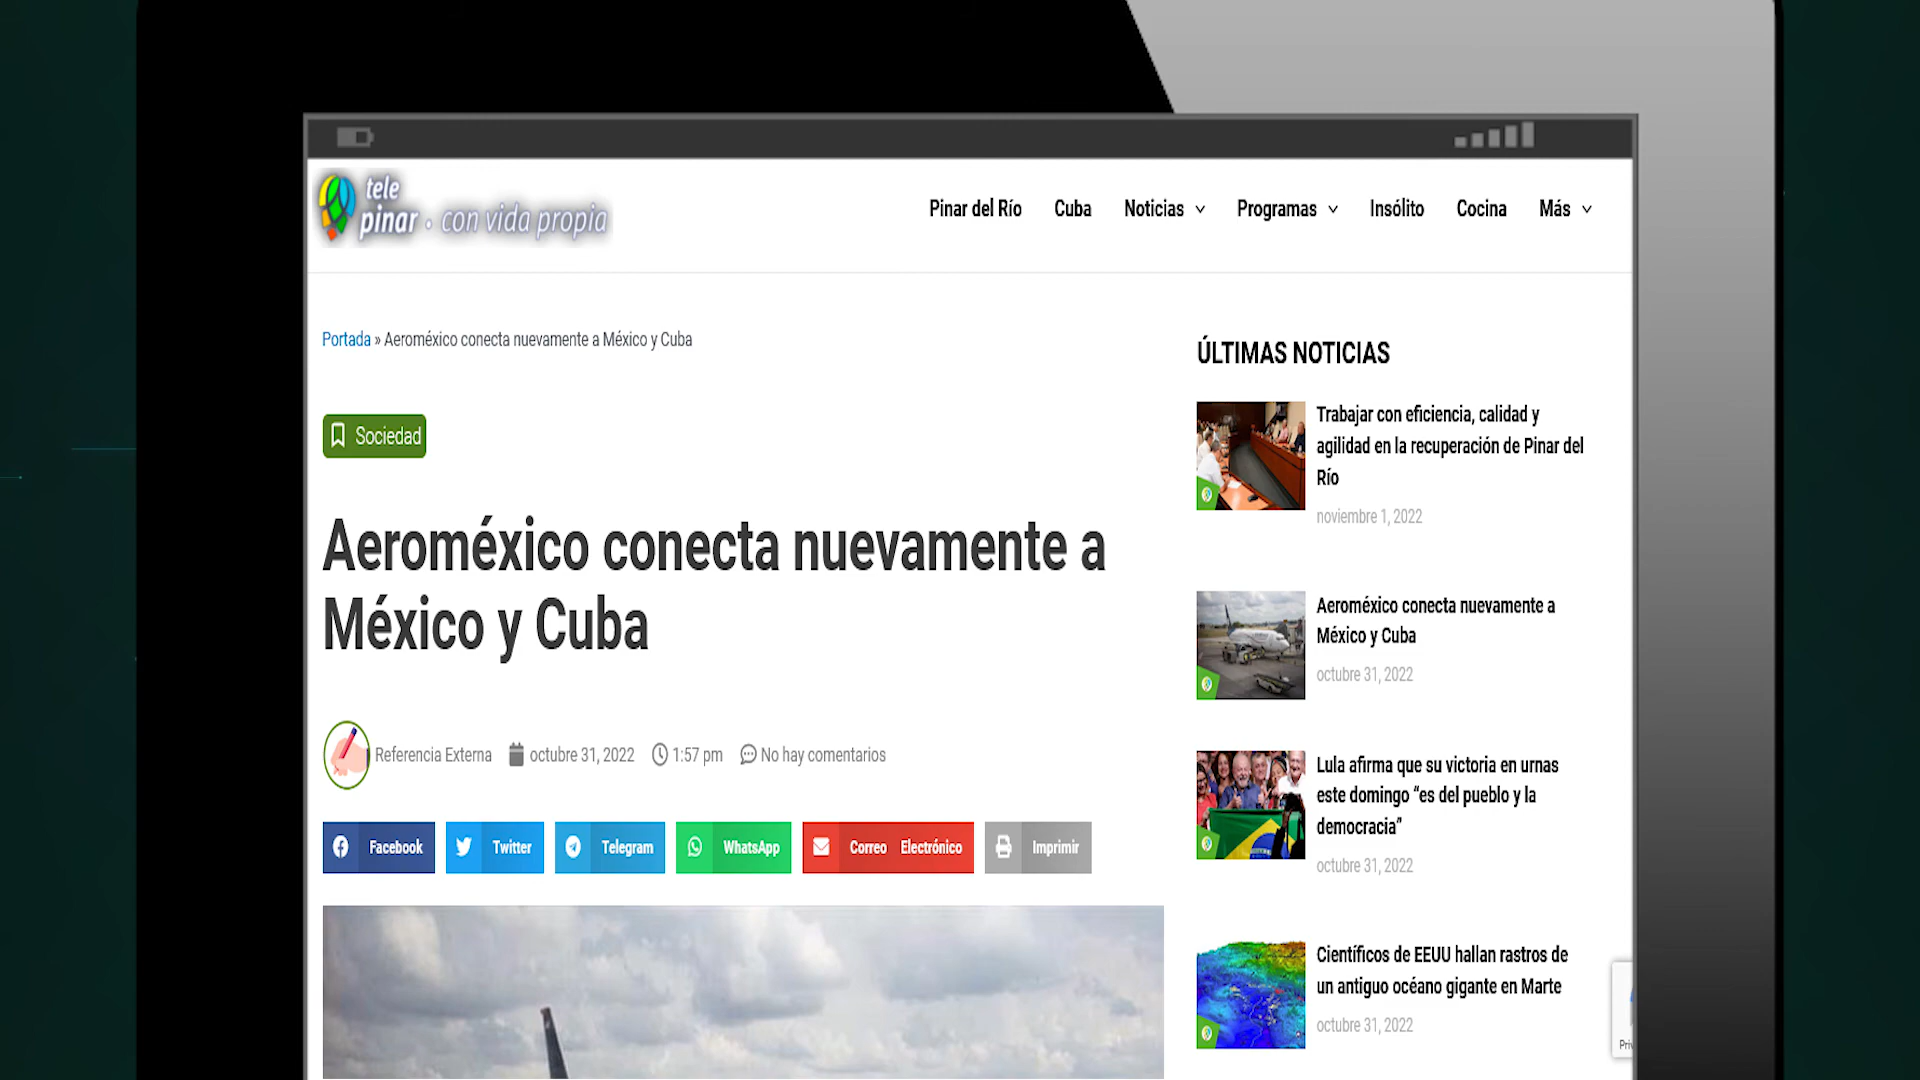 tele
pinar · con vida propia
Pinar del Río Cuba Noticias Programas Insólito Cocina Más
Portada » Aeroméxico conecta nuevamente a México y Cuba
Sociedad
Aeroméxico conecta nuevamente a
México y Cuba
Referencia Externa octubre 31, 2022 1:57 pm No hay comentarios
Facebook Twitter Telegram WhatsApp Correo Electrónico Imprimir
ÚLTIMAS NOTICIAS
Trabajar con eficiencia, calidad y
agilidad en la recuperación de Pinar del
Río
noviembre 1, 2022
Aeroméxico conecta nuevamente a
México y Cuba
octubre 31, 2022
Lula afirma que su victoria en urnas
este domingo “es del pueblo y la
democracia”
octubre 31, 2022
Científicos de EEUU hallan rastros de
un antiguo océano gigante en Marte
octubre 31, 2022